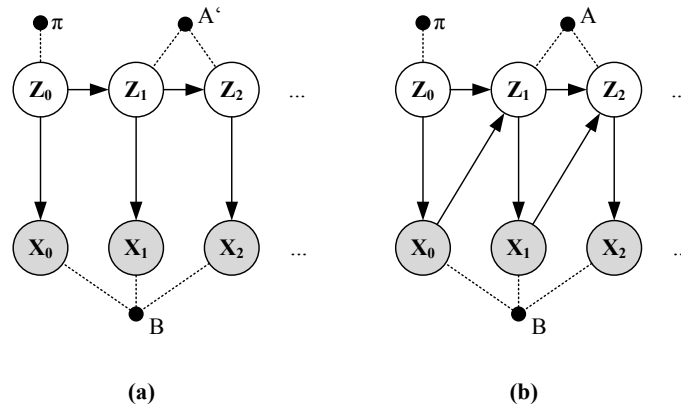 π A‘ π A
Z0 Z1 Z2 ... Z0 Z1 Z2 ..
X0 X1 X2 ... X0 X1 X2 ..
B B
(a) (b)